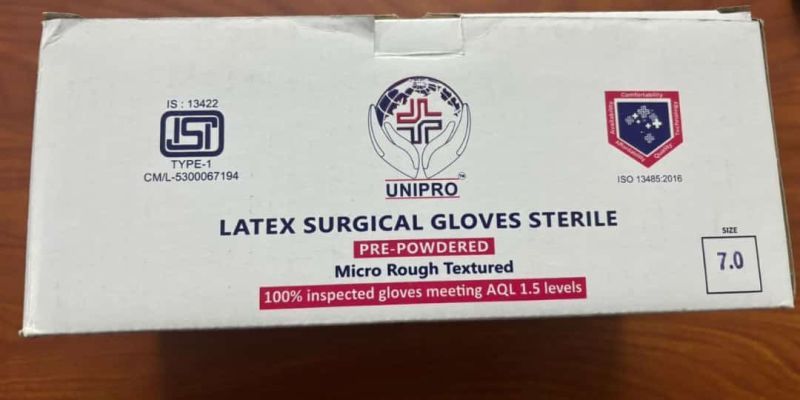 IS : 13422
ISI
TYPE-1
CM/L-5300067194
UNIPRO
TM
Comfortability
Availability
Technology
Affordability
Quality
ISO 13485:2016
LATEX SURGICAL GLOVES STERILE
PRE-POWDERED
Micro Rough Textured
100% inspected gloves meeting AQL 1.5 levels
SIZE
7.0